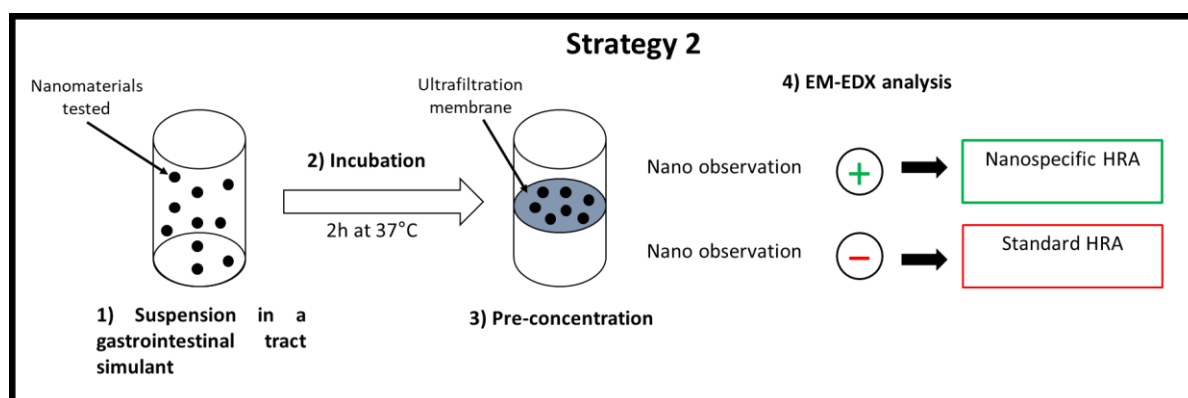 Strategy 2
Nanomaterials
tested
Ultrafiltration
membrane
4) EM-EDX analysis
2) Incubation
2h at 37°C
Nano observation
+
Nanospecific HRA
Nano observation
−
Standard HRA
1) Suspension in a
gastrointestinal tract
simulant
3) Pre-concentration